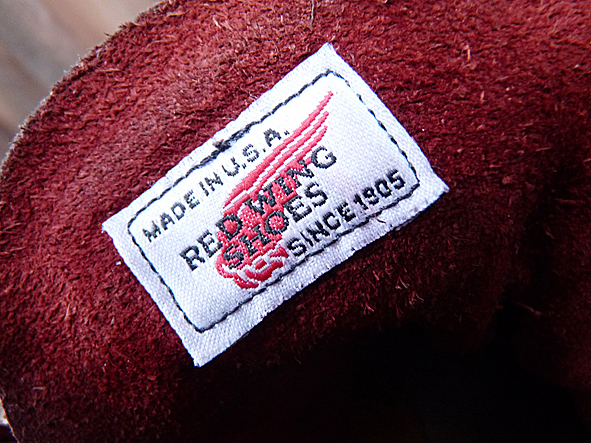 MADE IN U.S.A.
RED WING
SHOES
SINCE 1905